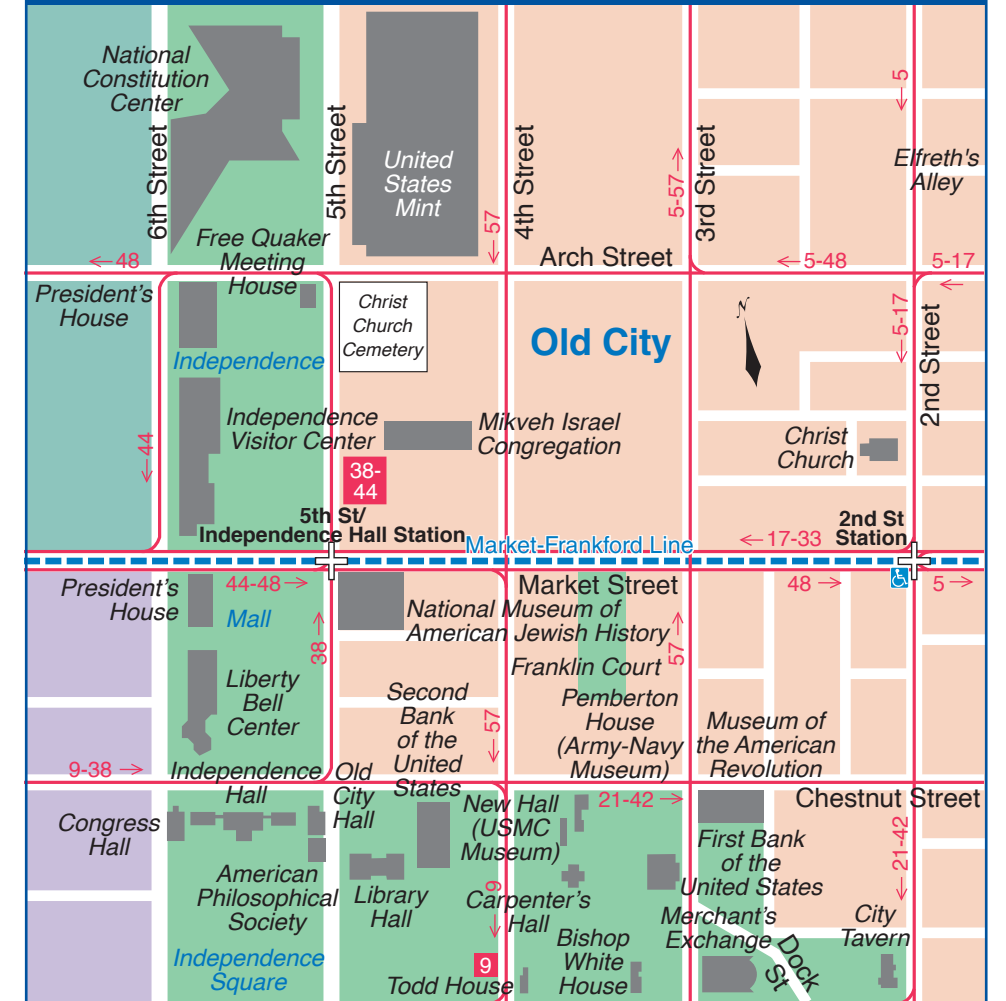 National
Constitution
Center
6th Street
5th Street
United
States
Mint
57
4th Street
5-57
3rd Street
5
Elfreth's
Alley
Free Quaker
Meeting
House
48
Arch Street
5-48
5-17
President's
House
Christ
Church
Cemetery
N
5-17
2nd Street
Old City
Independence
Independence
Visitor Center
Mikveh Israel
Congregation
Christ
Church
44
38-
44
5th St/
Independence Hall Station
Market-Frankford Line
17-33
2nd St
Station
President's
House
44-48
Mall
38
Market Street
48
5
National Museum of
American Jewish History
57
Franklin Court
Liberty
Bell
Center
Second
Bank
of the
United
States
57
Pemberton
House
(Army-Navy
Museum)
Museum of
the American
Revolution
9-38
Independence
Hall
Old
City
Hall
Chestnut Street
21-42
New Hall
(USMC
Museum)
Congress
Hall
First Bank
of the
United States
21-42
American
Philosophical
Society
Library
Hall
9
Carpenter's
Hall
Merchant's
Exchange
City
Tavern
Bishop
White
House
Dock
St
Independence
Square
9
Todd House